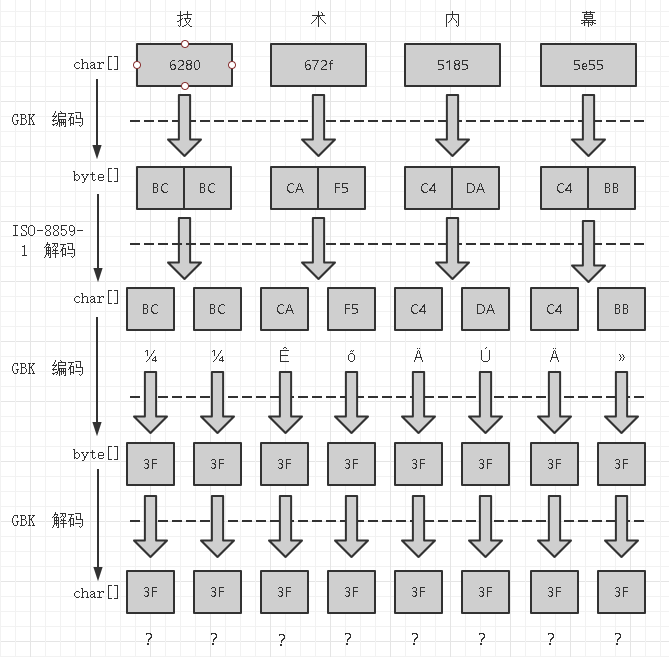 技 术 内 幕
char[] 6280 672f 5185 5e55
GBK 编码
byte[] BC BC CA F5 C4 DA C4 BB
ISO-8859-
1 解码
char[] BC BC CA F5 C4 DA C4 BB
¼ ¼ Ê ő Ä Ú Ä »
GBK 编码
byte[] 3F 3F 3F 3F 3F 3F 3F 3F
GBK 解码
char[] 3F 3F 3F 3F 3F 3F 3F 3F
? ? ? ? ? ? ? ?